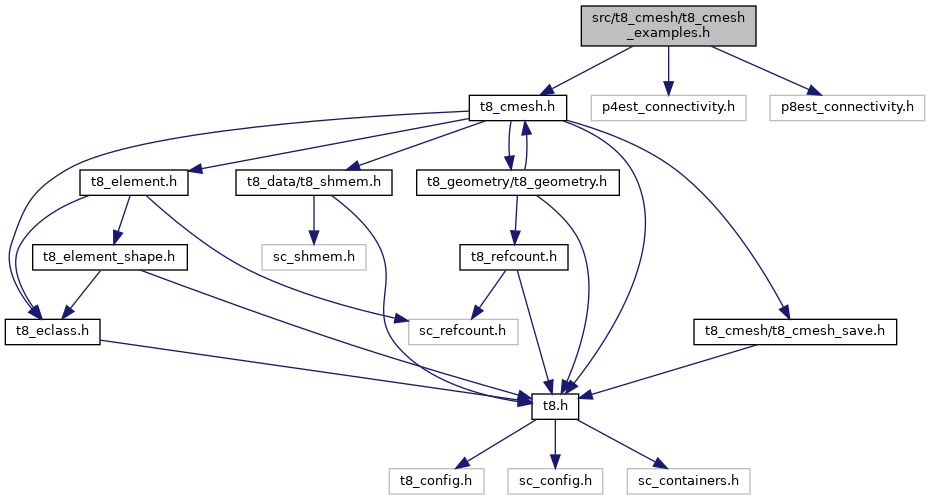 src/t8_cmesh/t8_cmesh
_examples.h
t8_cmesh.h
p4est_connectivity.h
p8est_connectivity.h
t8_element.h
t8_data/t8_shmem.h
t8_geometry/t8_geometry.h
t8_element_shape.h
sc_shmem.h
t8_refcount.h
t8_eclass.h
sc_refcount.h
t8_cmesh/t8_cmesh_save.h
t8.h
t8_config.h
sc_config.h
sc_containers.h